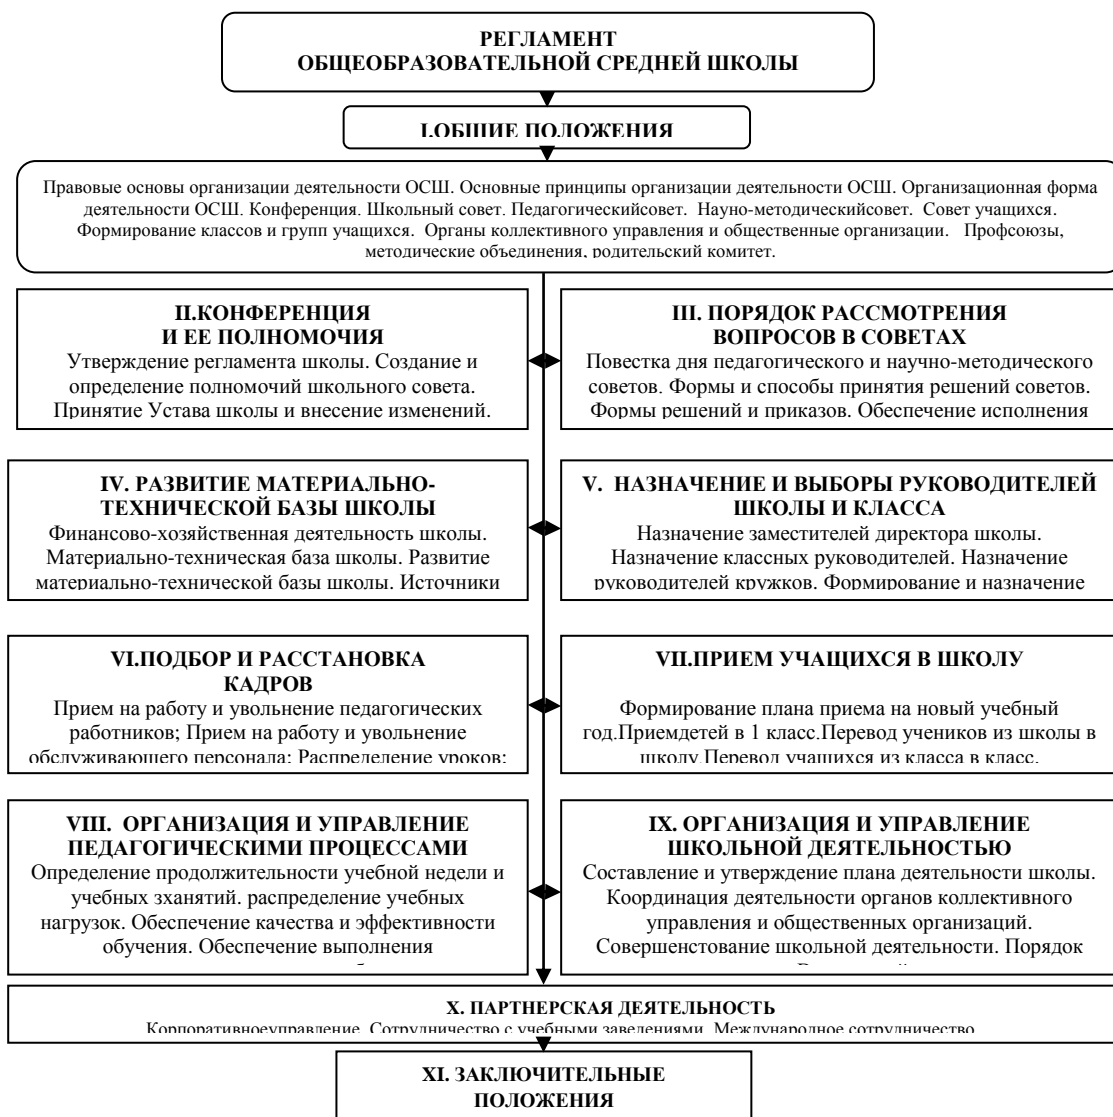 РЕГЛАМЕНТ
ОБЩЕОБРАЗОВАТЕЛЬНОЙ СРЕДНЕЙ ШКОЛЫ
I.ОБЩИЕ ПОЛОЖЕНИЯ
Правовые основы организации деятельности ОСШ. Основные принципы организации деятельности ОСШ. Организационная форма
деятельности ОСШ. Конференция. Школьный совет. Педагогическийсовет. Науно-методическийсовет. Совет учащихся.
Формирование классов и групп учащихся. Органы коллективного управления и общественные организации. Профсоюзы,
методические объединения, родительский комитет.
II.КОНФЕРЕНЦИЯ
И ЕЕ ПОЛНОМОЧИЯ
Утверждение регламента школы. Создание и
определение полномочий школьного совета.
Принятие Устава школы и внесение изменений.
III. ПОРЯДОК РАССМОТРЕНИЯ
ВОПРОСОВ В СОВЕТАХ
Повестка дня педагогического и научно-методического
советов. Формы и способы принятия решений советов.
Формы решений и приказов. Обеспечение исполнения
IV. РАЗВИТИЕ МАТЕРИАЛЬНО-
ТЕХНИЧЕСКОЙ БАЗЫ ШКОЛЫ
Финансово-хозяйственная деятельность школы.
Материально-техническая база школы. Развитие
материально-технической базы школы. Источники
V. НАЗНАЧЕНИЕ И ВЫБОРЫ РУКОВОДИТЕЛЕЙ
ШКОЛЫ И КЛАССА
Назначение заместителей директора школы.
Назначение классных руководителей. Назначение
руководителей кружков. Формирование и назначение
VI.ПОДБОР И РАССТАНОВКА
КАДРОВ
Прием на работу и увольнение педагогических
работников; Прием на работу и увольнение
обслуживающего персонала; Распределение уроков;
VII.ПРИЕМ УЧАЩИХСЯ В ШКОЛУ
Формирование плана приема на новый учебный
год.Приемдетей в 1 класс.Перевод учеников из школы в
школу.Перевод учащихся из класса в класс.
VIII. ОРГАНИЗАЦИЯ И УПРАВЛЕНИЕ
ПЕДАГОГИЧЕСКИМИ ПРОЦЕССАМИ
Определение продолжительности учебной недели и
учебных зханятий. распределение учебных
нагрузок. Обеспечение качества и эффективности
обучения. Обеспечение выполнения
IX. ОРГАНИЗАЦИЯ И УПРАВЛЕНИЕ
ШКОЛЬНОЙ ДЕЯТЕЛЬНОСТЬЮ
Составление и утверждение плана деятельности школы.
Координация деятельности органов коллективного
управления и общественных организаций.
Совершенстование школьной деятельности. Порядок
X. ПАРТНЕРСКАЯ ДЕЯТЕЛЬНОСТЬ
Корпоративноеуправление. Сотрудничество с учебными заведениями. Международное сотрудничество
XI. ЗАКЛЮЧИТЕЛЬНЫЕ
ПОЛОЖЕНИЯ